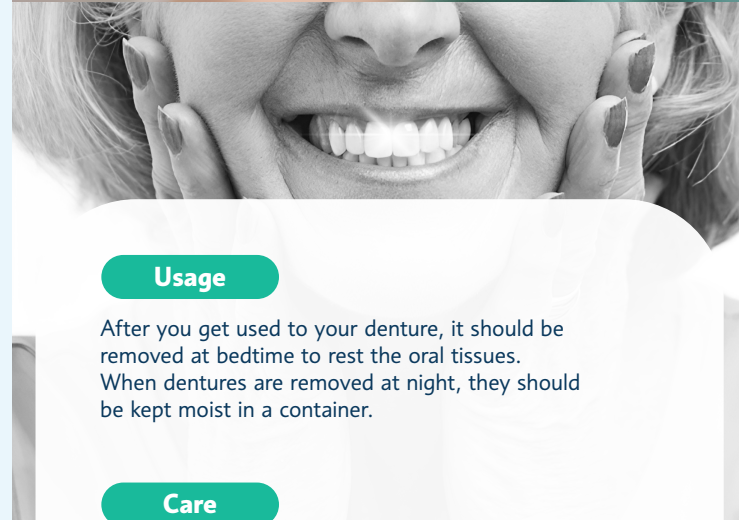 Usage
After you get used to your denture, it should be
removed at bedtime to rest the oral tissues.
When dentures are removed at night, they should
be kept moist in a container.
Care